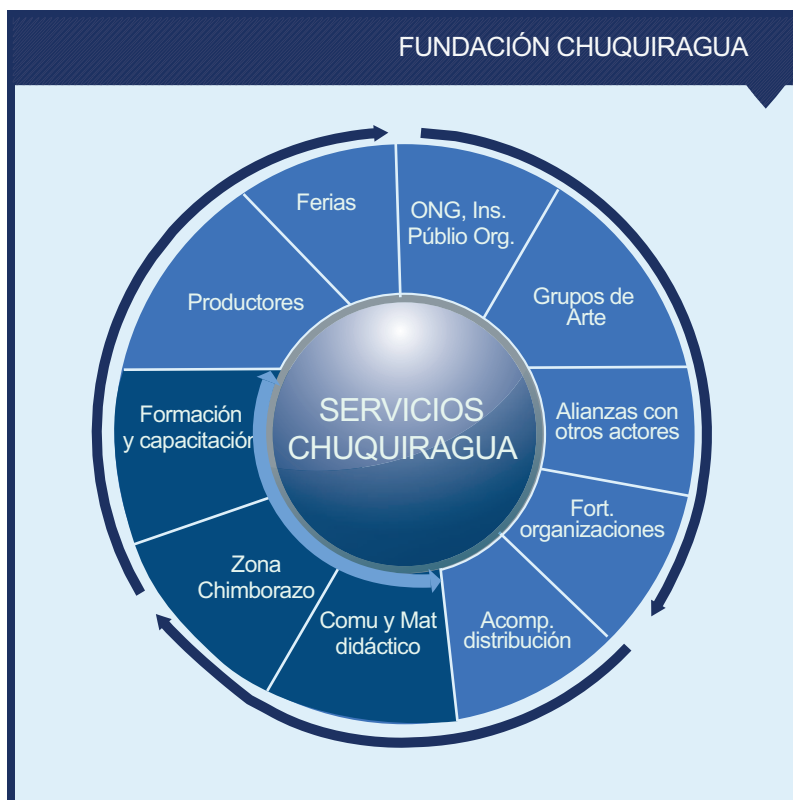 FUNDACIÓN CHUQUIRAGUA
Ferias
ONG, Ins.
Públio Org.
Productores
Grupos de
Arte
Formación
y capacitación
SERVICIOS
CHUQUIRAGUA
Alianzas con
otros actores
Fort.
organizaciones
Zona
Chimborazo
Comu y Mat
didáctico
Acomp.
distribución